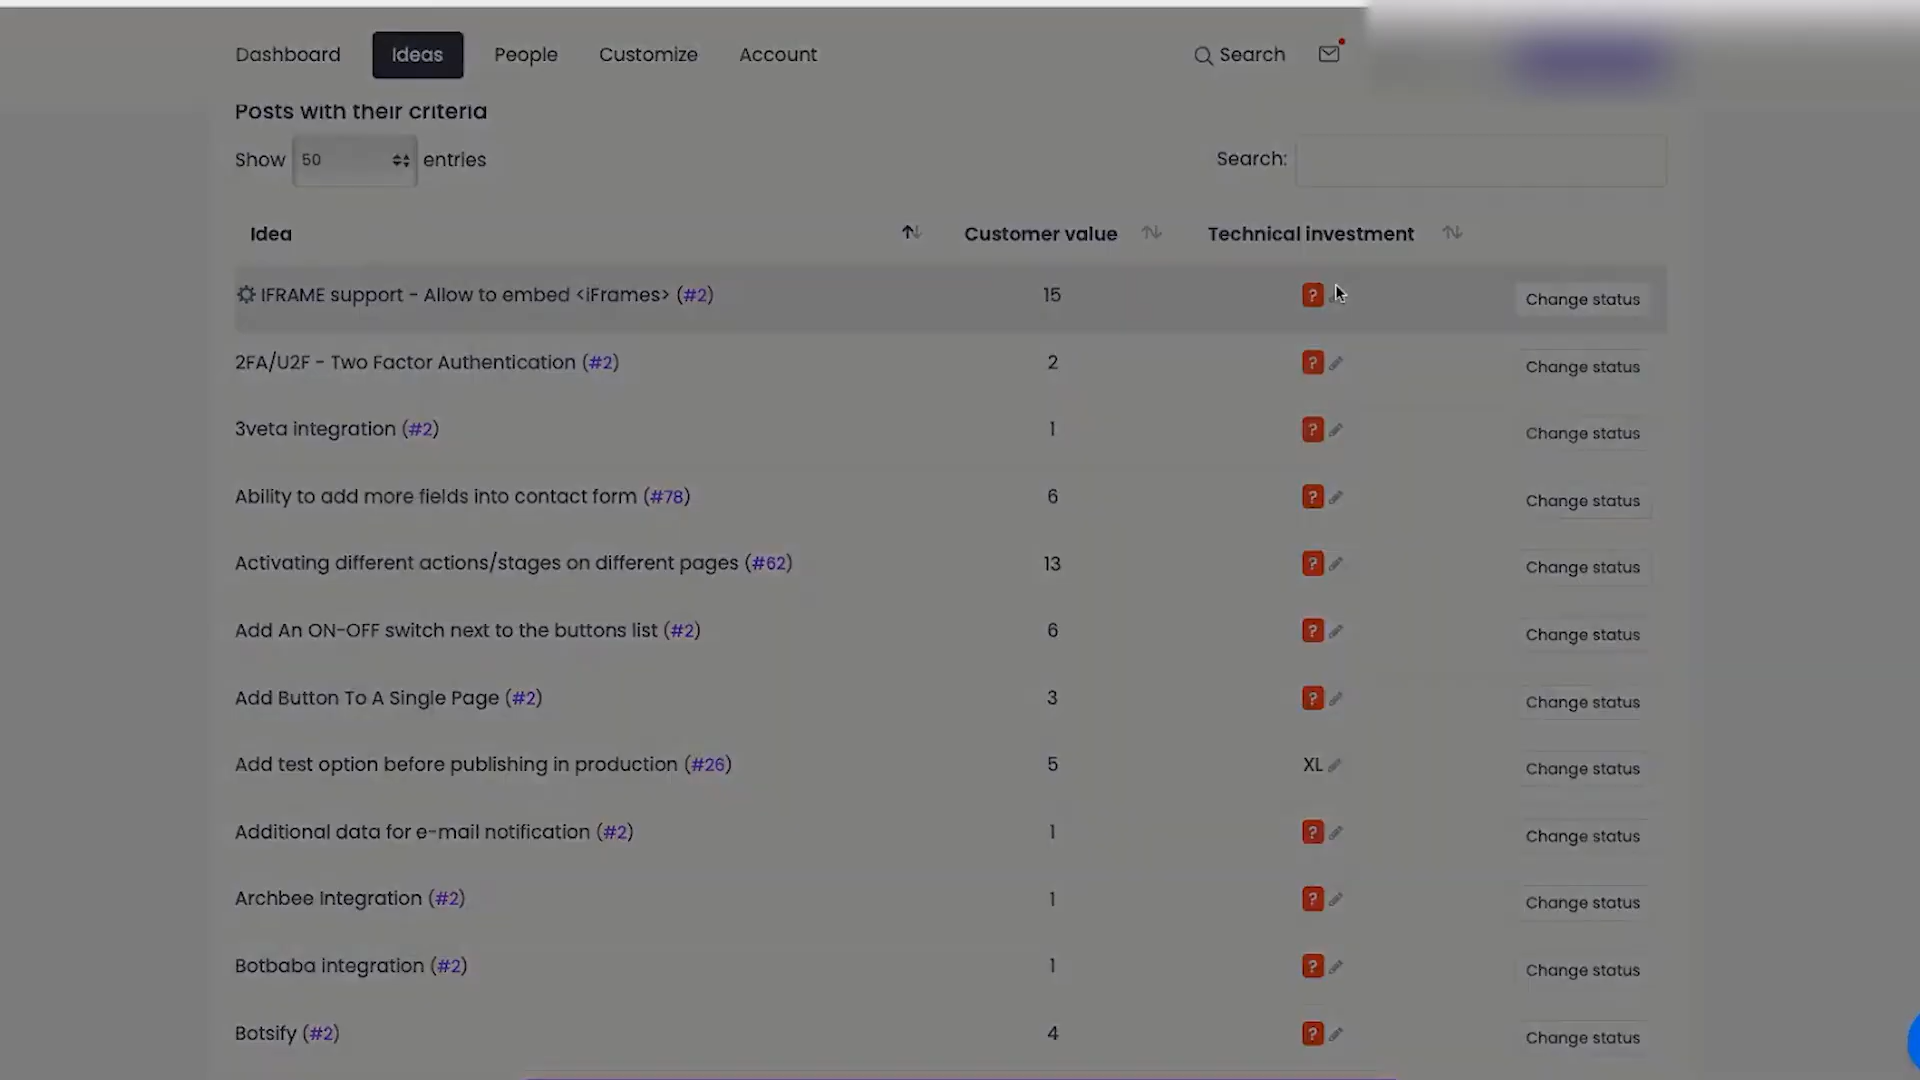 Dashboard Ideas People Customize Account Search
Posts with their criteria
Show 50 entries Search:
Idea Customer value Technical investment
IFRAME support - Allow to embed <iFrames> (#2) 15 ? Change status
2FA/U2F - Two Factor Authentication (#2) 2 ? Change status
3veta integration (#2) 1 ? Change status
Ability to add more fields into contact form (#78) 6 ? Change status
Activating different actions/stages on different pages (#62) 13 ? Change status
Add An ON-OFF switch next to the buttons list (#2) 6 ? Change status
Add Button To A Single Page (#2) 3 ? Change status
Add test option before publishing in production (#26) 5 XL Change status
Additional data for e-mail notification (#2) 1 ? Change status
Archbee Integration (#2) 1 ? Change status
Botbaba integration (#2) 1 ? Change status
Botsify (#2) 4 ? Change status